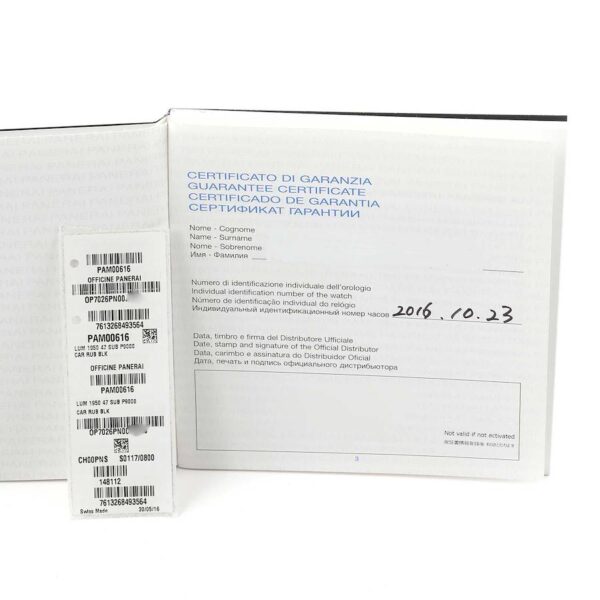 PAM00616
OFFICINE PANERAI
7613268493564
PAM00616
LUM 1950 47 SUB P9000
CAR RUB BLK
OFFICINE PANERAI
PAM00616
LUM 1950 47 SUB P9000
CAR RUB BLK
CH00PNS S0117/0800
148112
7613268493564
Swiss Made 30/05/16
CERTIFICATO DI GARANZIA
GUARANTEE CERTIFICATE
CERTIFICADO DE GARANTIA
СЕРТИФИКАТ ГАРАНТИИ
Nome - Cognome
Name - Surname
Nome - Sobrenome
Имя - Фамилия
Numero di identificazione individuale dell'orologio
Individual identification number of the watch
Número de identificação individual do relógio
Индивидуальный идентификационный номер часов 2016.10.23
Data, timbro e firma del Distributore Ufficiale
Date, stamp and signature of the Official Distributor
Data, carimbo e assinatura do Distribuidor Oficial
Дата, печать и подпись официального дистрибьютора
Not valid if not activated
3